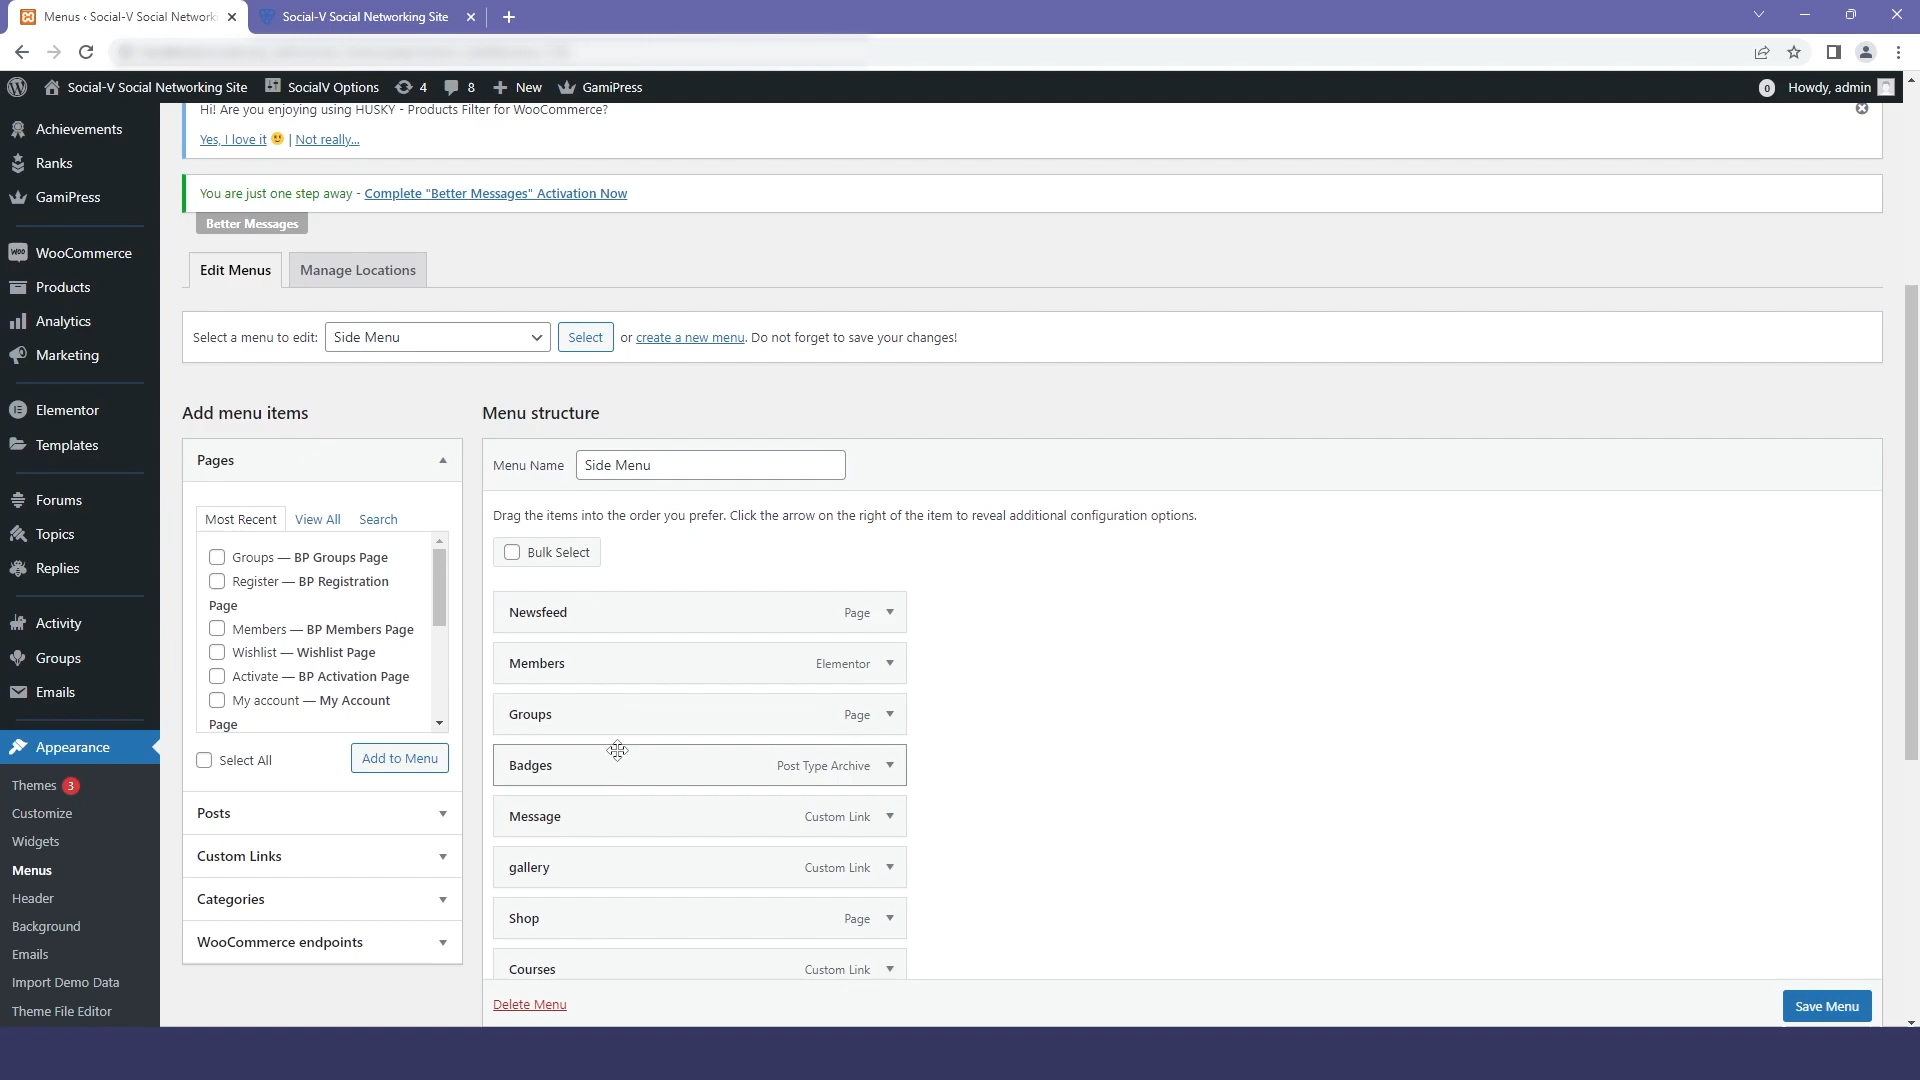 Menus ‹ Social-V Social Network
Social-V Social Networking Site
Social-V Social Networking Site
SocialV Options
4
8
New
GamiPress
0
Howdy, admin
Achievements
Ranks
GamiPress
WooCommerce
Products
Analytics
Marketing
Elementor
Templates
Forums
Topics
Replies
Activity
Groups
Emails
Appearance
Themes 3
Customize
Widgets
Menus
Header
Background
Emails
Import Demo Data
Theme File Editor
Hi! Are you enjoying using HUSKY - Products Filter for WooCommerce?
Yes, I love it | Not really...
You are just one step away - Complete "Better Messages" Activation Now
Better Messages
Edit Menus
Manage Locations
Select a menu to edit: Side Menu Select or create a new menu. Do not forget to save your changes!
Add menu items
Pages
Most Recent View All Search
Groups — BP Groups Page
Register — BP Registration
Page
Members — BP Members Page
Wishlist — Wishlist Page
Activate — BP Activation Page
My account — My Account
Page
Select All
Add to Menu
Posts
Custom Links
Categories
WooCommerce endpoints
Menu structure
Menu Name Side Menu
Drag the items into the order you prefer. Click the arrow on the right of the item to reveal additional configuration options.
Bulk Select
Newsfeed Page
Members Elementor
Groups Page
Badges Post Type Archive
Message Custom Link
gallery Custom Link
Shop Page
Courses Custom Link
Delete Menu
Save Menu